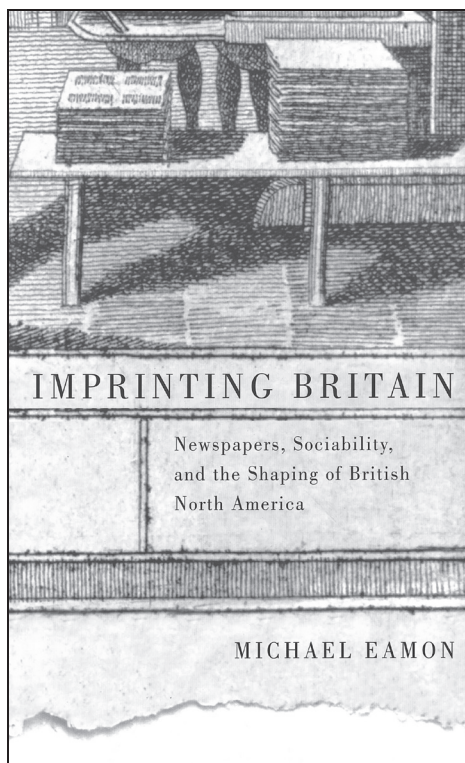 IMPRINTING BRITAIN
Newspapers, Sociability,
and the Shaping of British
North America
MICHAEL EAMON